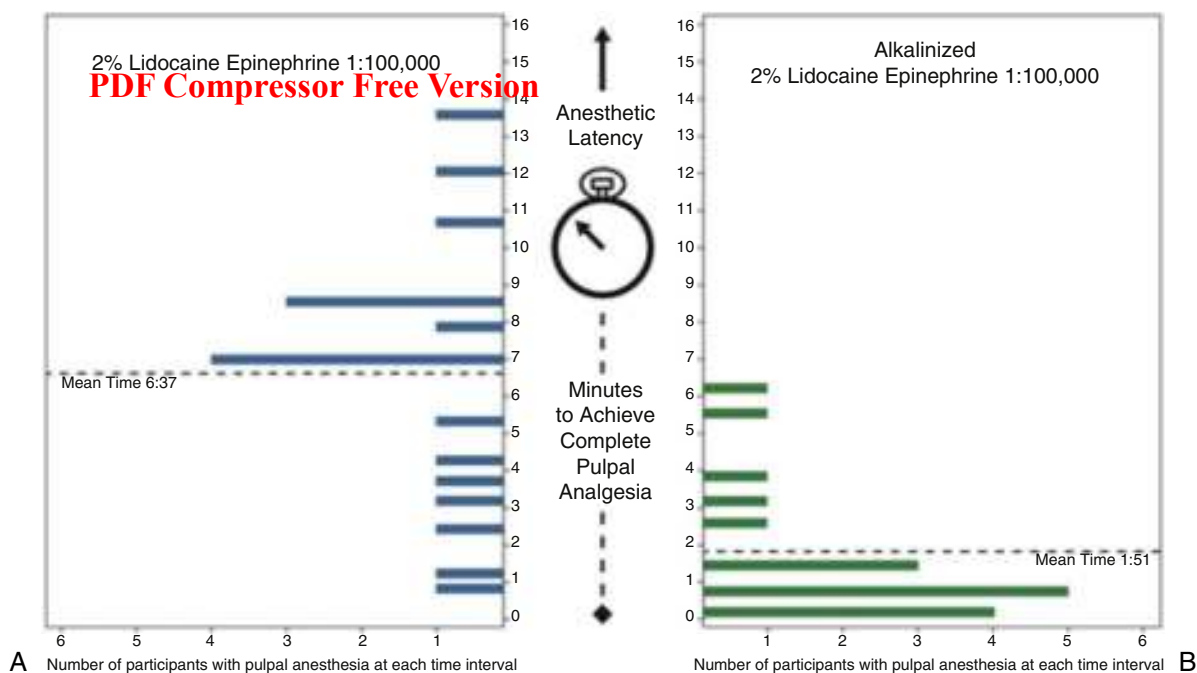 2% Lidocaine Epinephrine 1:100,000
PDF Compressor Free Version
16
15
14
13
12
11
10
9
8
7
6
5
4
3
2
1
0
Mean Time 6:37
6
5
4
3
2
1
A
Number of participants with pulpal anesthesia at each time interval
Anesthetic
Latency
Minutes
to Achieve
Complete
Pulpal
Analgesia
Alkalinized
2% Lidocaine Epinephrine 1:100,000
16
15
14
13
12
11
10
9
8
7
6
5
4
3
2
1
0
Mean Time 1:51
1
2
3
4
5
6
Number of participants with pulpal anesthesia at each time interval
B